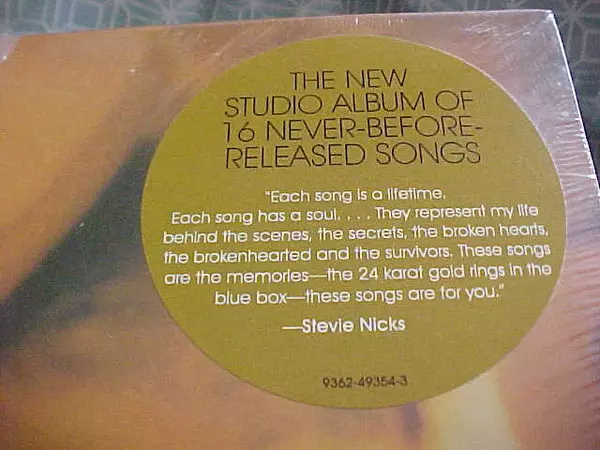 THE NEW
STUDIO ALBUM OF
16 NEVER-BEFORE-
RELEASED SONGS
"Each song is a lifetime.
Each song has a soul. . . . They represent my life
behind the scenes, the secrets, the broken hearts,
the brokenhearted and the survivors. These songs
are the memories—the 24 karat gold rings in the
blue box—these songs are for you."
—Stevie Nicks
9362-49354-3